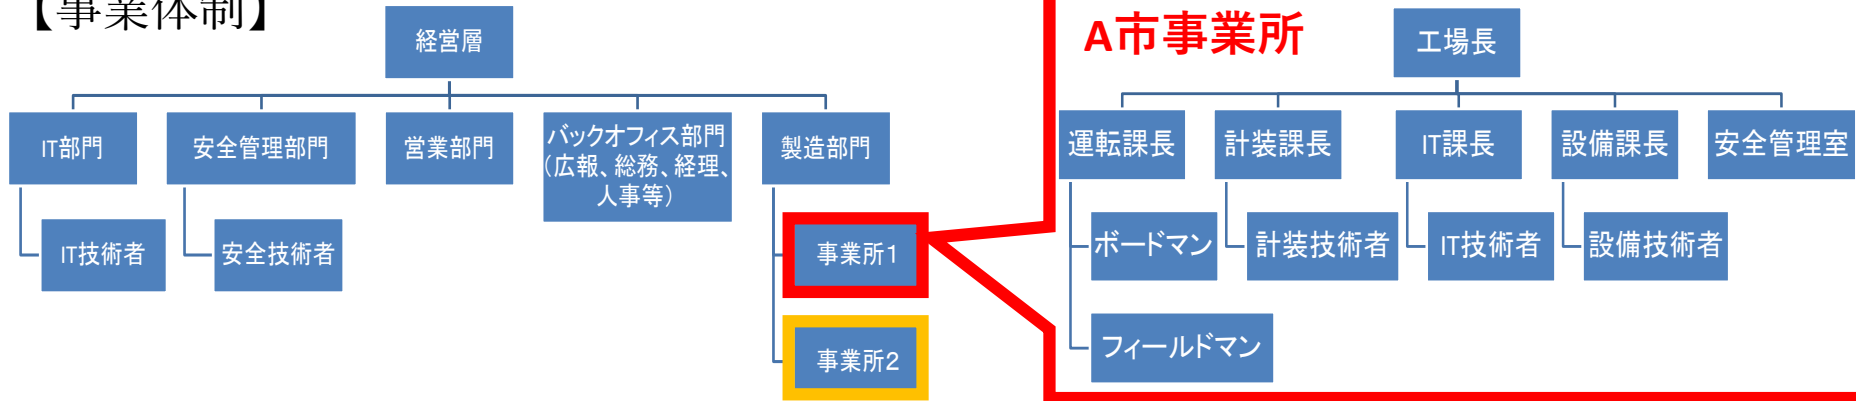 【事業体制】
経営層
IT部門
安全管理部門
営業部門
バックオフィス部門
（広報、総務、経理、
人事等）
製造部門
IT技術者
安全技術者
事業所1
事業所2
A市事業所
工場長
運転課長
計装課長
IT課長
設備課長
安全管理室
ボードマン
計装技術者
IT技術者
設備技術者
フィールドマン